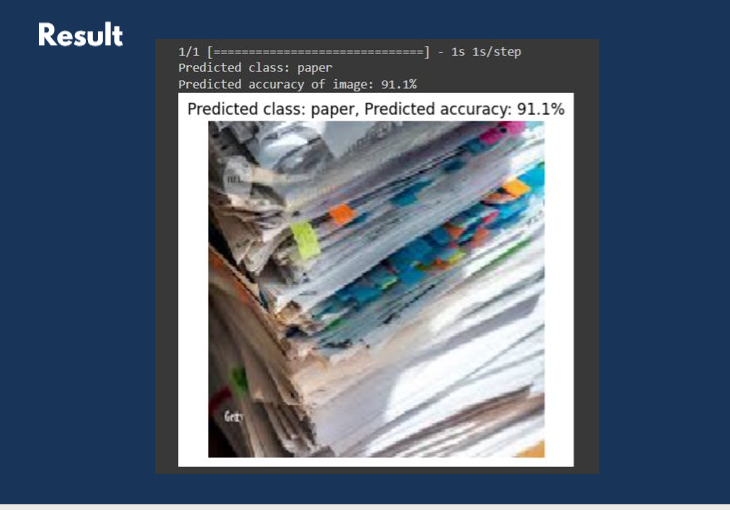 Result
1/1 [==============================] - 1s 1s/step
Predicted class: paper
Predicted accuracy of image: 91.1%
Predicted class: paper, Predicted accuracy: 91.1%